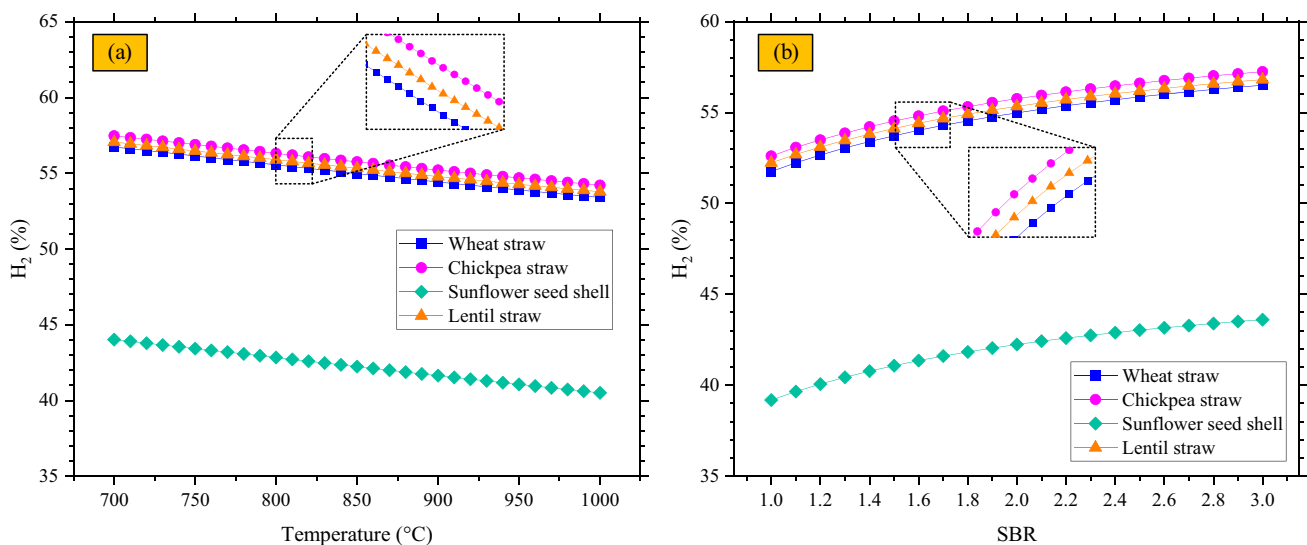 (a)
H2 (%)
65
60
55
50
45
40
35
Wheat straw
Chickpea straw
Sunflower seed shell
Lentil straw
700 750 800 850 900 950 1000
Temperature (°C)
(b)
H2 (%)
60
55
50
45
40
35
Wheat straw
Chickpea straw
Sunflower seed shell
Lentil straw
1.0 1.2 1.4 1.6 1.8 2.0 2.2 2.4 2.6 2.8 3.0
SBR